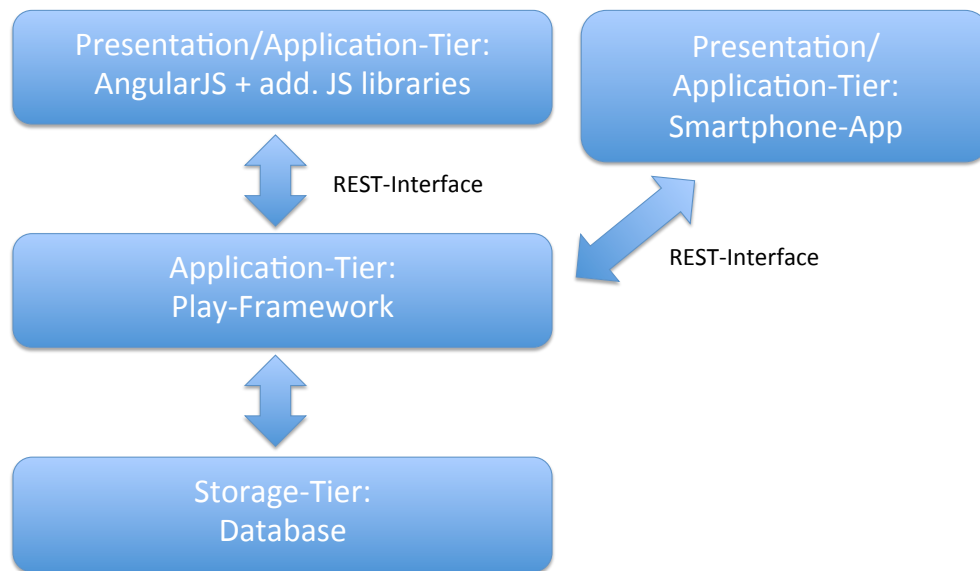 Presentation/Application-Tier:
AngularJS + add. JS libraries
Presentation/
Application-Tier:
Smartphone-App
REST-Interface
REST-Interface
Application-Tier:
Play-Framework
Storage-Tier:
Database